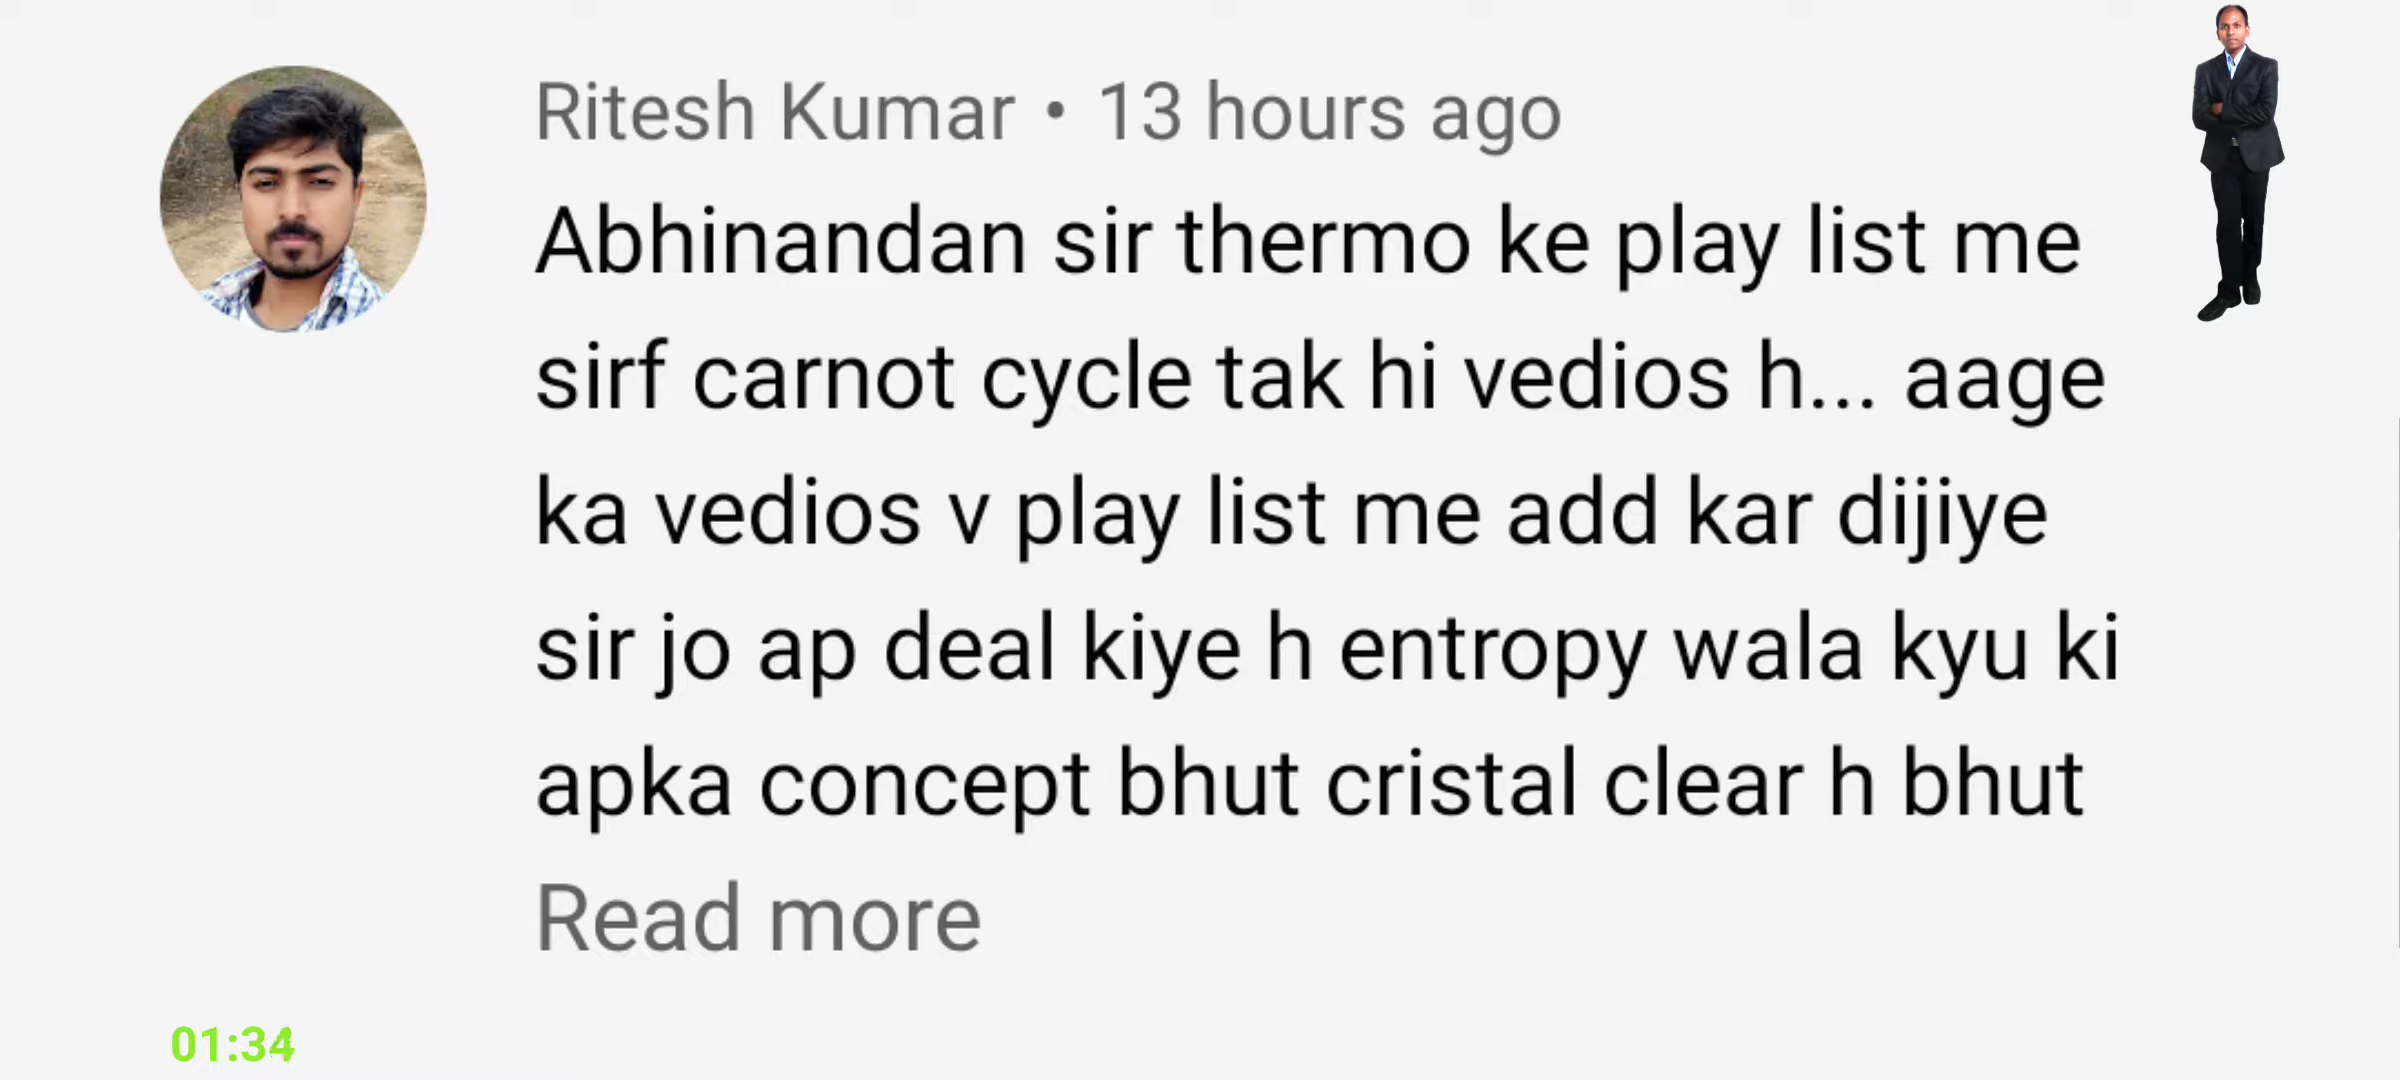 Ritesh Kumar • 13 hours ago
Abhinandan sir thermo ke play list me
sirf carnot cycle tak hi vedios h... aage
ka vedios v play list me add kar dijiye
sir jo ap deal kiye h entropy wala kyu ki
apka concept bhut cristal clear h bhut
Read more
01:34